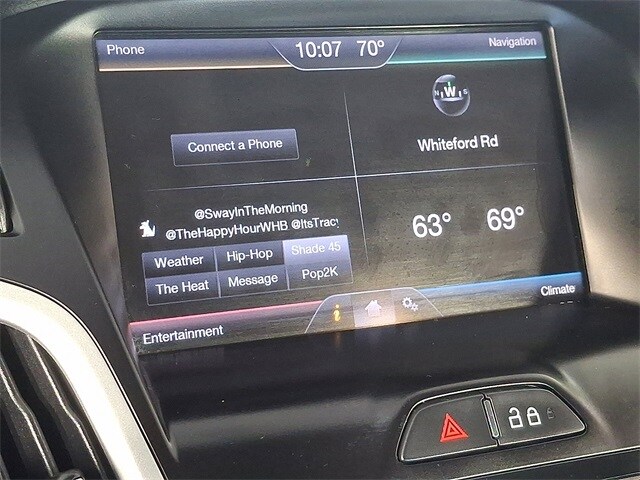 Phone
10:07 70°
Navigation
N W S
Connect a Phone
Whiteford Rd
@SwayInTheMorning
@TheHappyHourWHB @ItsTracy
63° 69°
Weather Hip-Hop Shade 45
The Heat Message Pop2K
Entertainment
i
Climate